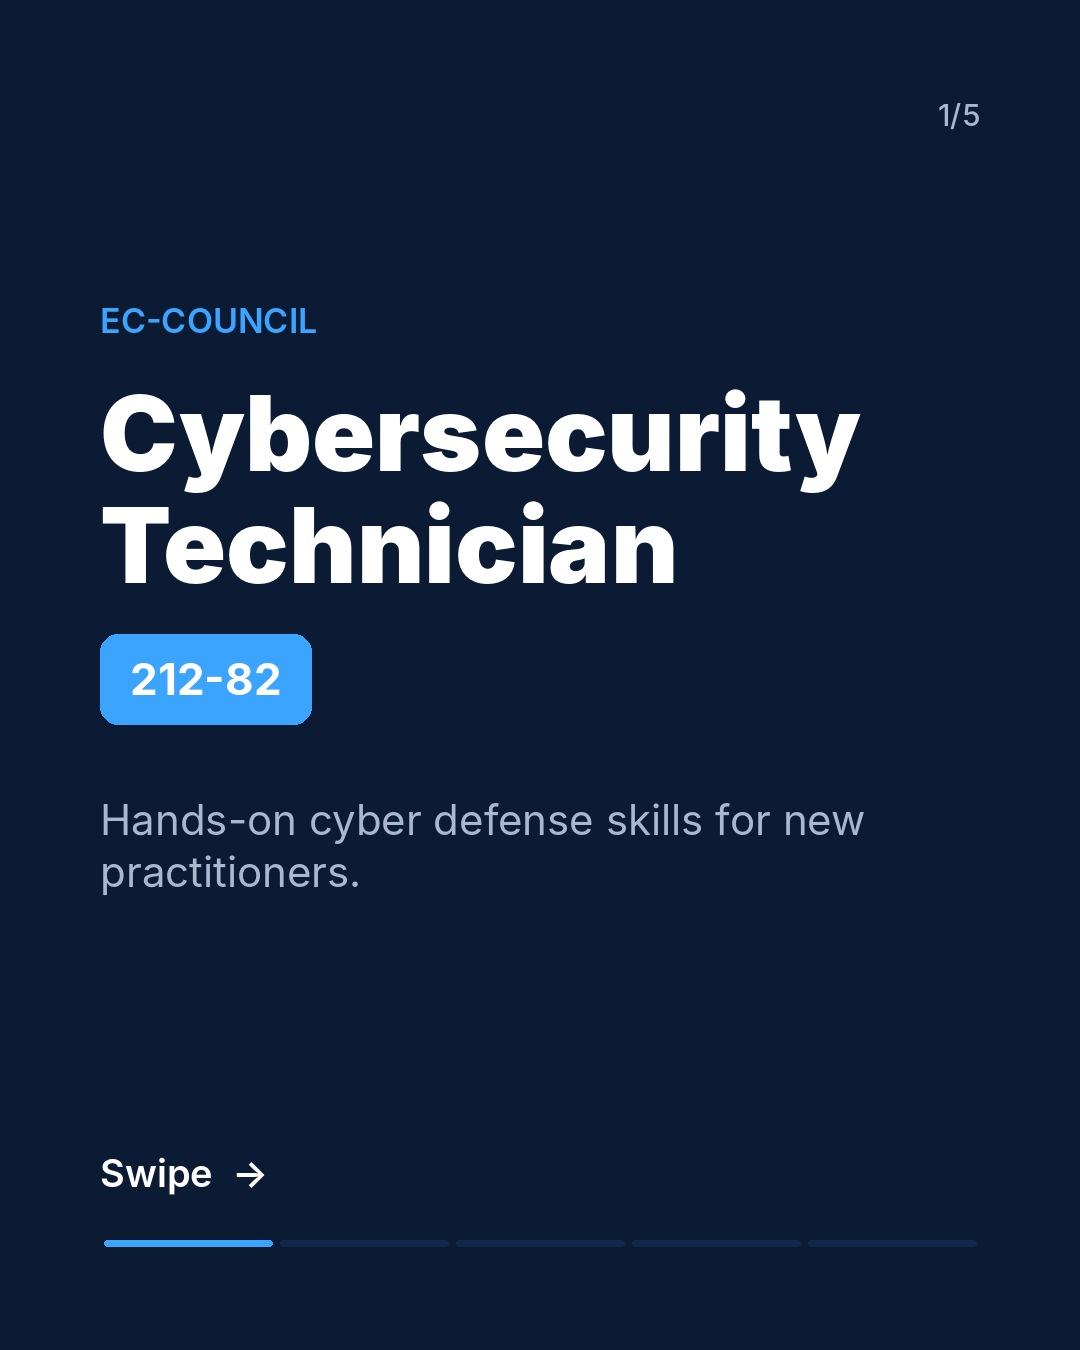 1/5
EC-COUNCIL
Cybersecurity
Technician
212-82
Hands-on cyber defense skills for new
practitioners.
Swipe →